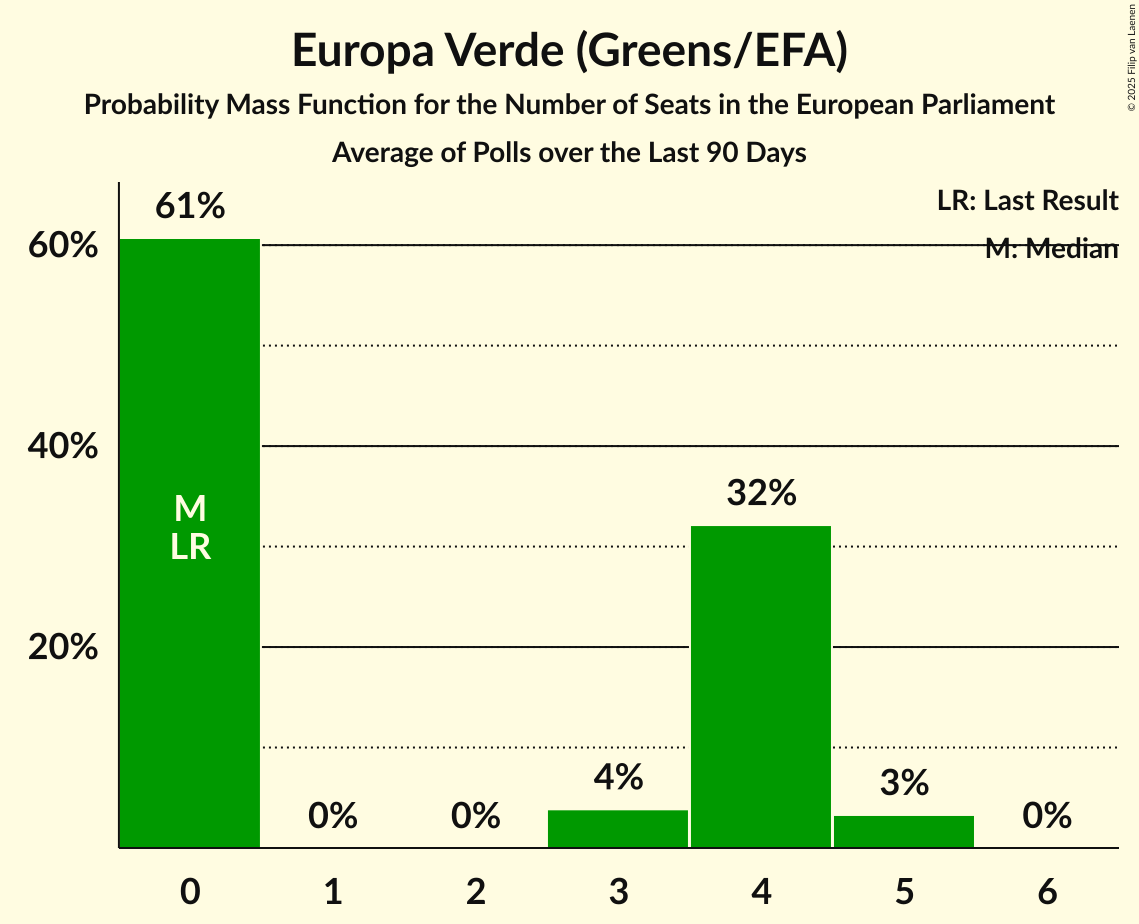 Europa Verde (Greens/EFA)
Probability Mass Function for the Number of Seats in the European Parliament
Average of Polls over the Last 90 Days
© 2025 Filip van Laenen
LR: Last Result
M: Median
61%
60%
40%
20%
M
LR
0%
0%
4%
32%
3%
0%
0 1 2 3 4 5 6